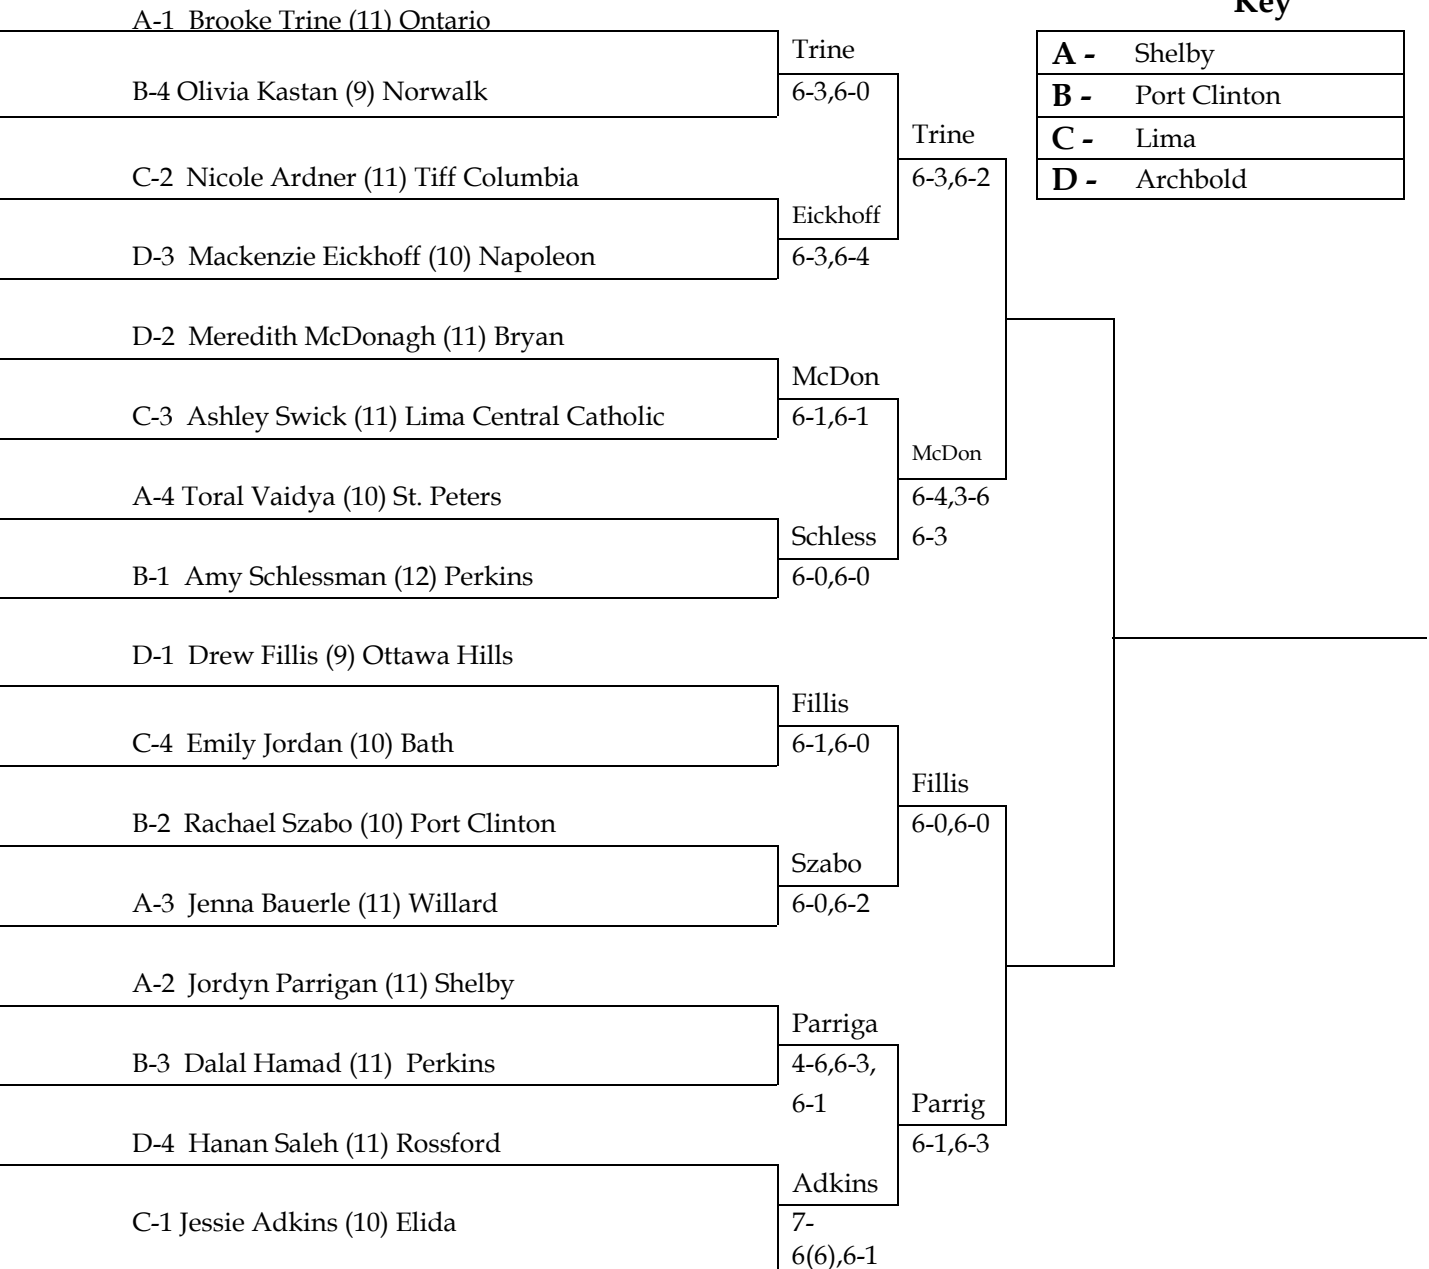 Key
A-1 Brooke Trine (11) Ontario
Trine
A - Shelby
B-4 Olivia Kastan (9) Norwalk
6-3,6-0
B - Port Clinton
Trine
C - Lima
C-2 Nicole Ardner (11) Tiff Columbia
6-3,6-2
D - Archbold
Eickhoff
D-3 Mackenzie Eickhoff (10) Napoleon
6-3,6-4
D-2 Meredith McDonagh (11) Bryan
McDon
C-3 Ashley Swick (11) Lima Central Catholic
6-1,6-1
McDon
A-4 Toral Vaidya (10) St. Peters
6-4,3-6
Schless
6-3
B-1 Amy Schlessman (12) Perkins
6-0,6-0
D-1 Drew Fillis (9) Ottawa Hills
Fillis
C-4 Emily Jordan (10) Bath
6-1,6-0
Fillis
B-2 Rachael Szabo (10) Port Clinton
6-0,6-0
Szabo
A-3 Jenna Bauerle (11) Willard
6-0,6-2
A-2 Jordyn Parrigan (11) Shelby
Parriga
B-3 Dalal Hamad (11) Perkins
4-6,6-3,
6-1
Parrig
D-4 Hanan Saleh (11) Rossford
6-1,6-3
Adkins
C-1 Jessie Adkins (10) Elida
7-
6(6),6-1